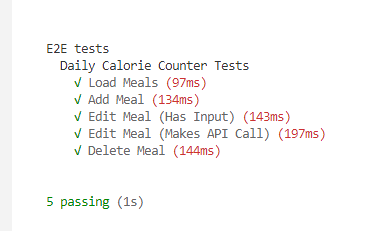 E2E tests
Daily Calorie Counter Tests
√ Load Meals (97ms)
√ Add Meal (134ms)
√ Edit Meal (Has Input) (143ms)
√ Edit Meal (Makes API Call) (197ms)
√ Delete Meal (144ms)
5 passing (1s)